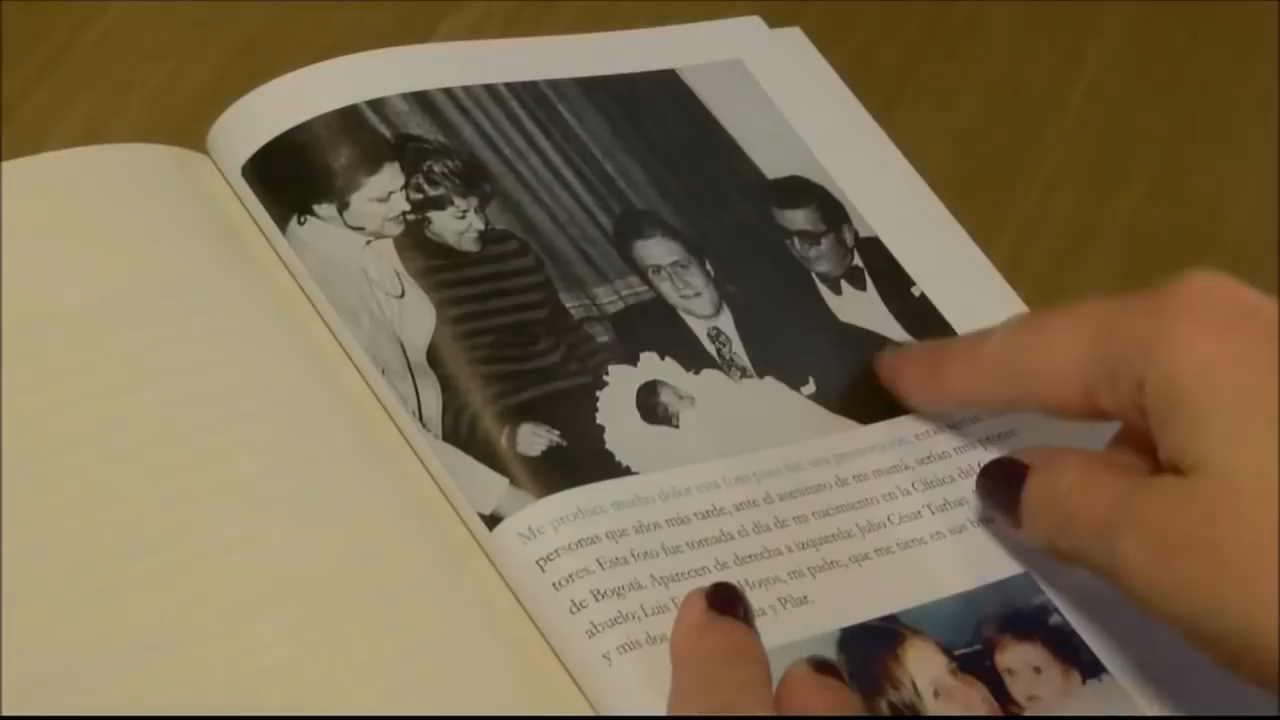 Me produce mucho dolor esta foto pues fue una premonición, estas
personas que años más tarde, ante el asesinato de mi mamá, serían mis
tores. Esta foto fue tomada el día de mi nacimiento en la Clínica del
de Bogotá. Aparecen de derecha a izquierda: Julio César Turbay
abuelo; Luis Hoyos, mi padre, que me tiene en sus
y mis dos y Pilar.